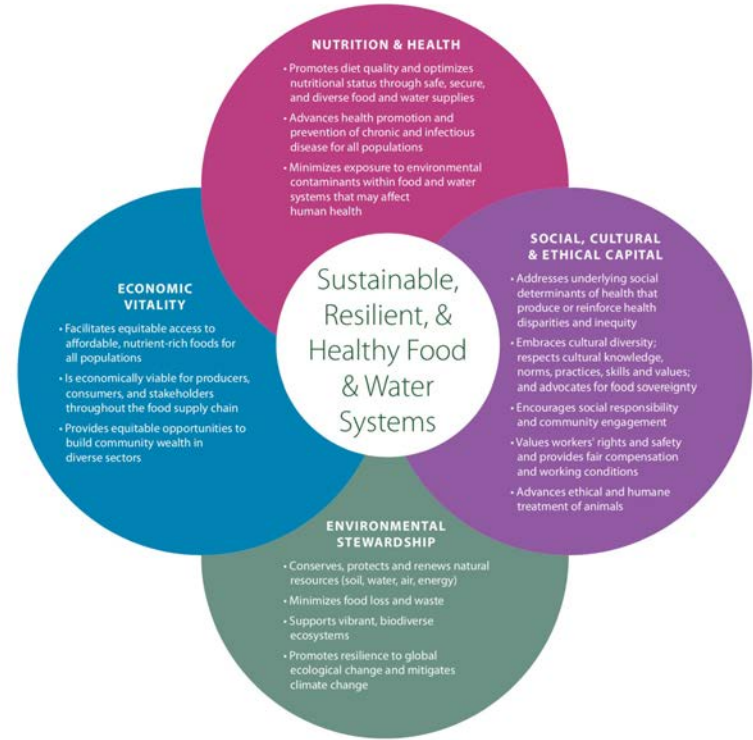 NUTRITION & HEALTH
• Promotes diet quality and optimizes
nutritional status through safe, secure,
and diverse food and water supplies
• Advances health promotion and
prevention of chronic and infectious
disease for all populations
• Minimizes exposure to environmental
contaminants within food and water
systems that may affect
human health
ECONOMIC
VITALITY
• Facilitates equitable access to
affordable, nutrient-rich foods for
all populations
• Is economically viable for producers,
consumers, and stakeholders
throughout the food supply chain
• Provides equitable opportunities to
build community wealth in
diverse sectors
Sustainable,
Resilient, &
Healthy Food
& Water
Systems
SOCIAL, CULTURAL
& ETHICAL CAPITAL
• Addresses underlying social
determinants of health that
produce or reinforce health
disparities and inequity
• Embraces cultural diversity;
respects cultural knowledge,
norms, practices, skills and values;
and advocates for food sovereignty
• Encourages social responsibility
and community engagement
• Values workers' rights and safety
and provides fair compensation
and working conditions
• Advances ethical and humane
treatment of animals
ENVIRONMENTAL
STEWARDSHIP
• Conserves, protects and renews natural
resources (soil, water, air, energy)
• Minimizes food loss and waste
• Supports vibrant, biodiverse
ecosystems
• Promotes resilience to global
ecological change and mitigates
climate change